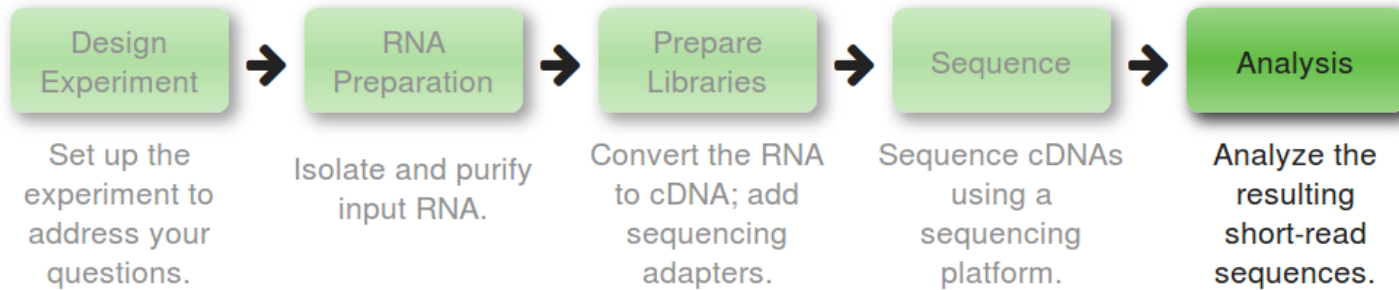 Design
Experiment
RNA
Preparation
Prepare
Libraries
Sequence
Analysis
Set up the
experiment to
address your
questions.
Isolate and purify
input RNA.
Convert the RNA
to cDNA; add
sequencing
adapters.
Sequence cDNAs
using a
sequencing
platform.
Analyze the
resulting
short-read
sequences.